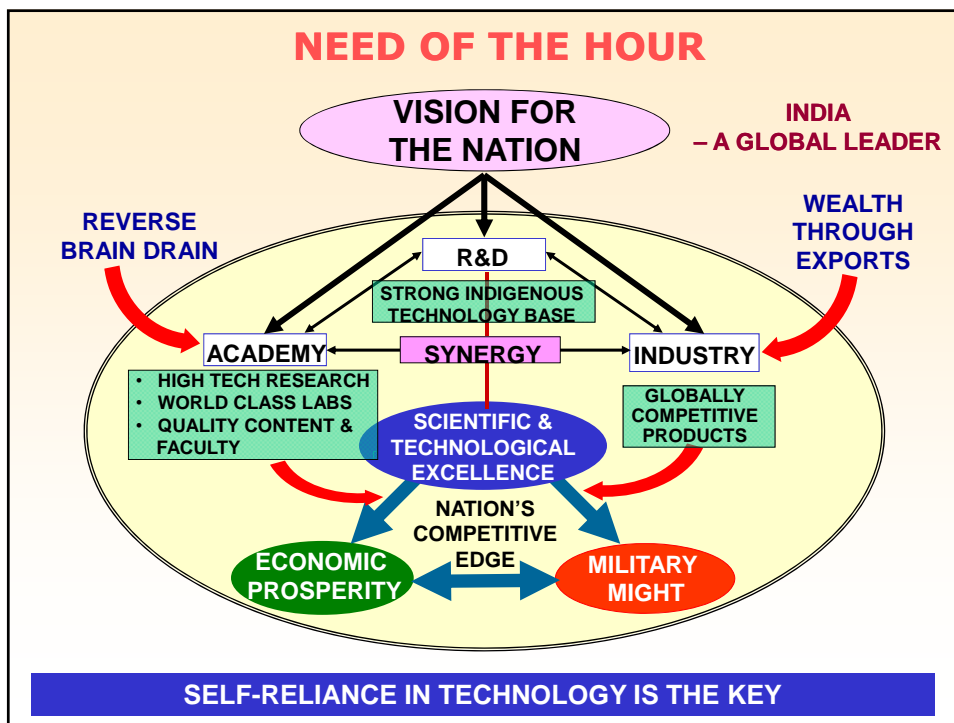 NEED OF THE HOUR
VISION FOR
THE NATION
INDIA
– A GLOBAL LEADER
REVERSE
BRAIN DRAIN
WEALTH
THROUGH
EXPORTS
R&D
STRONG INDIGENOUS
TECHNOLOGY BASE
ACADEMY
SYNERGY
INDUSTRY
• HIGH TECH RESEARCH
• WORLD CLASS LABS
• QUALITY CONTENT &
FACULTY
GLOBALLY
COMPETITIVE
PRODUCTS
SCIENTIFIC &
TECHNOLOGICAL
EXCELLENCE
NATION'S
COMPETITIVE
EDGE
ECONOMIC
PROSPERITY
MILITARY
MIGHT
SELF-RELIANCE IN TECHNOLOGY IS THE KEY